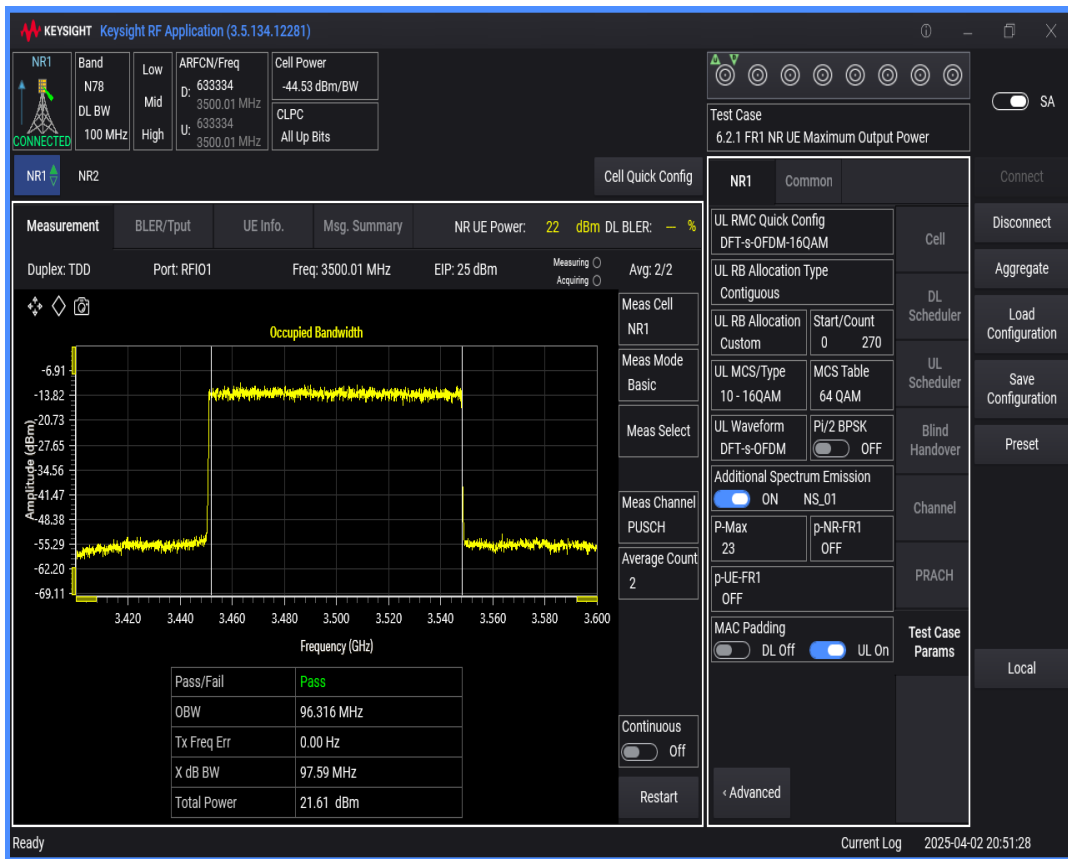 KEYSIGHT Keysight RF Application (3.5.134.12281)
NR1
CONNECTED
Band
N78
DL BW
100 MHz
Low
Mid
High
ARFCN/Freq
D: 633334
3500.01 MHz
U: 633334
3500.01 MHz
Cell Power
-44.53 dBm/BW
CLPC
All Up Bits
Test Case
6.2.1 FR1 NR UE Maximum Output Power
SA
NR1 NR2 Cell Quick Config
Measurement BLER/Tput UE Info. Msg. Summary NR UE Power: 22 dBm DL BLER: -- %
Duplex: TDD Port: RFIO1 Freq: 3500.01 MHz EIP: 25 dBm Measuring Acquiring Avg: 2/2
Occupied Bandwidth
Amplitude (dBm)
-6.91
-13.82
-20.73
-27.65
-34.56
-41.47
-48.38
-55.29
-62.20
-69.11
3.420 3.440 3.460 3.480 3.500 3.520 3.540 3.560 3.580 3.600
Frequency (GHz)
Pass/Fail Pass
OBW 96.316 MHz
Tx Freq Err 0.00 Hz
X dB BW 97.59 MHz
Total Power 21.61 dBm
Meas Cell
NR1
Meas Mode
Basic
Meas Select
Meas Channel
PUSCH
Average Count
2
Continuous
Off
Restart
NR1 Common
UL RMC Quick Config
DFT-s-OFDM-16QAM
UL RB Allocation Type
Contiguous
UL RB Allocation
Custom
Start/Count
0 270
UL MCS/Type
10 - 16QAM
MCS Table
64 QAM
UL Waveform
DFT-s-OFDM
Pi/2 BPSK
OFF
Additional Spectrum Emission
ON NS_01
P-Max
23
p-NR-FR1
OFF
p-UE-FR1
OFF
MAC Padding
DL Off UL On
‹ Advanced
Cell
DL
Scheduler
UL
Scheduler
Blind
Handover
Channel
PRACH
Test Case
Params
Connect
Disconnect
Aggregate
Load
Configuration
Save
Configuration
Preset
Local
Ready Current Log 2025-04-02 20:51:28